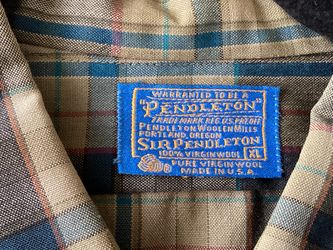 WARRANTED TO BE A
"PENDLETON"
TRADE MARK REG. U.S. PAT. OFF.
PENDLETON WOOLEN MILLS
PORTLAND, OREGON
SIR PENDLETON
100% VIRGIN WOOL XL
PURE VIRGIN WOOL
MADE IN U.S.A.